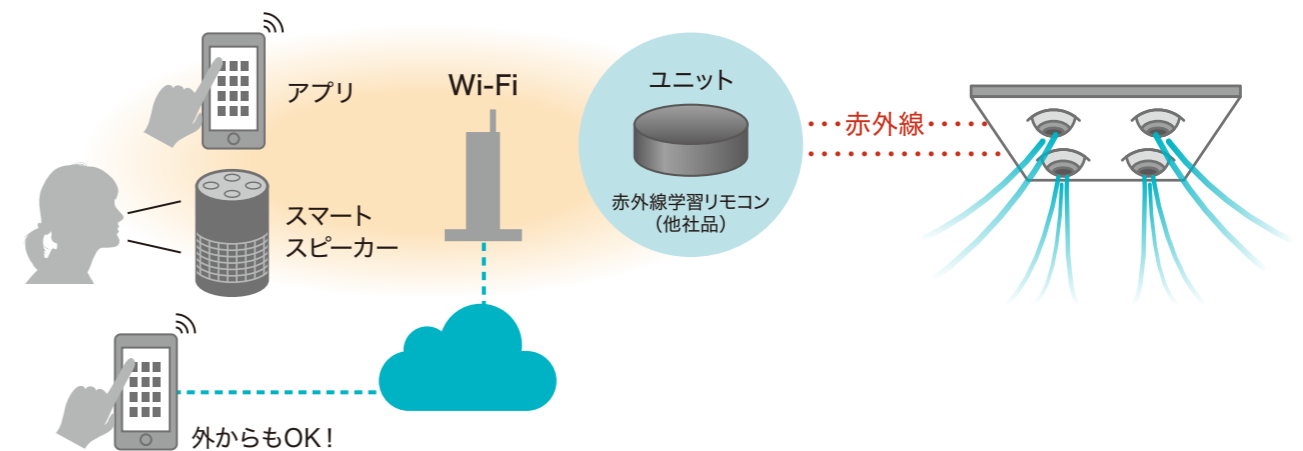 アプリ
Wi-Fi
ユニット
赤外線
スマート
スピーカー
赤外線学習リモコン
（他社品）
外からもOK！